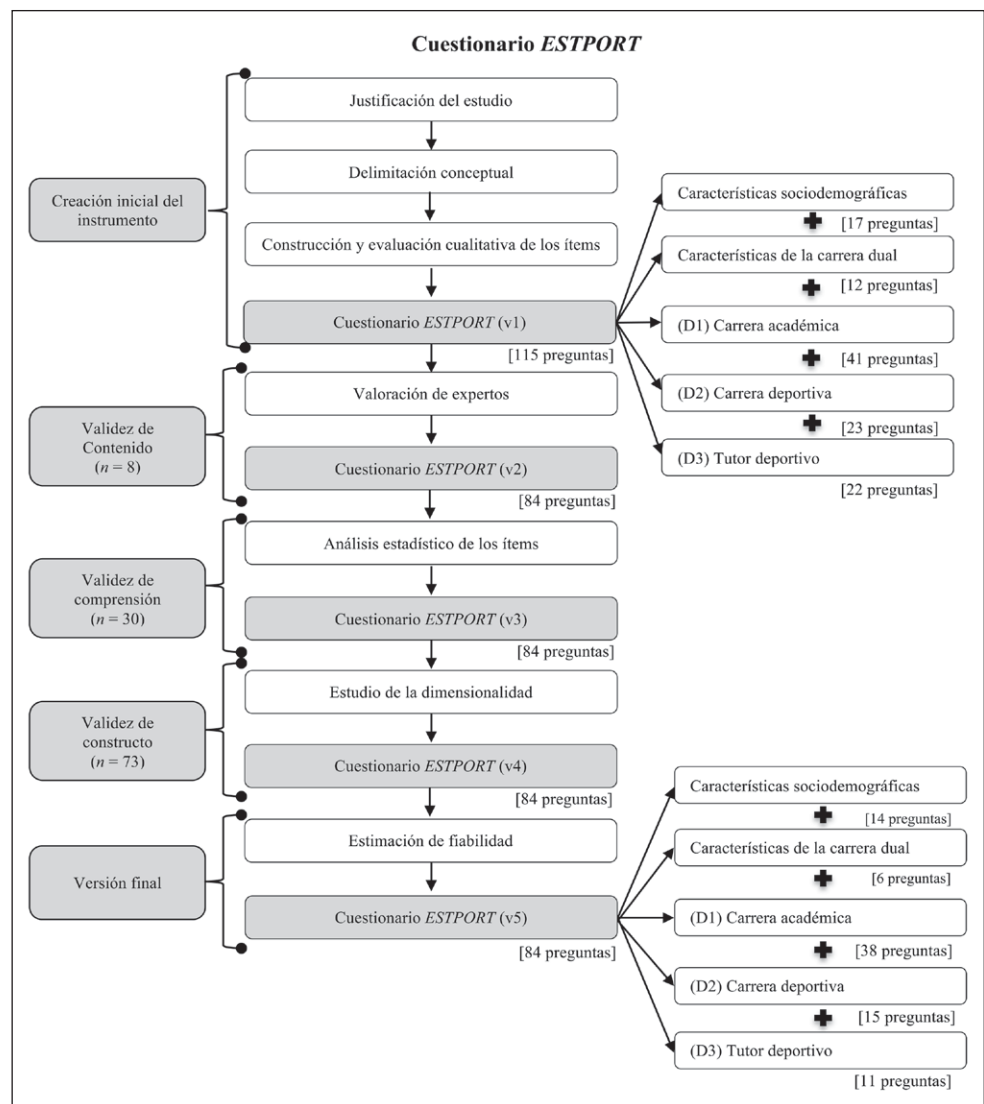 Cuestionario ESTPORT
Creación inicial del
instrumento
Justificación del estudio
Delimitación conceptual
Construcción y evaluación cualitativa de los ítems
Cuestionario ESTPORT (v1)
[115 preguntas]
Características sociodemográficas
[17 preguntas]
Características de la carrera dual
[12 preguntas]
(D1) Carrera académica
[41 preguntas]
(D2) Carrera deportiva
[23 preguntas]
(D3) Tutor deportivo
[22 preguntas]
Validez de
Contenido
(n = 8)
Valoración de expertos
Cuestionario ESTPORT (v2)
[84 preguntas]
Validez de
comprensión
(n = 30)
Análisis estadístico de los ítems
Cuestionario ESTPORT (v3)
[84 preguntas]
Validez de
constructo
(n = 73)
Estudio de la dimensionalidad
Cuestionario ESTPORT (v4)
[84 preguntas]
Versión final
Estimación de fiabilidad
Cuestionario ESTPORT (v5)
[84 preguntas]
Características sociodemográficas
[14 preguntas]
Características de la carrera dual
[6 preguntas]
(D1) Carrera académica
[38 preguntas]
(D2) Carrera deportiva
[15 preguntas]
(D3) Tutor deportivo
[11 preguntas]